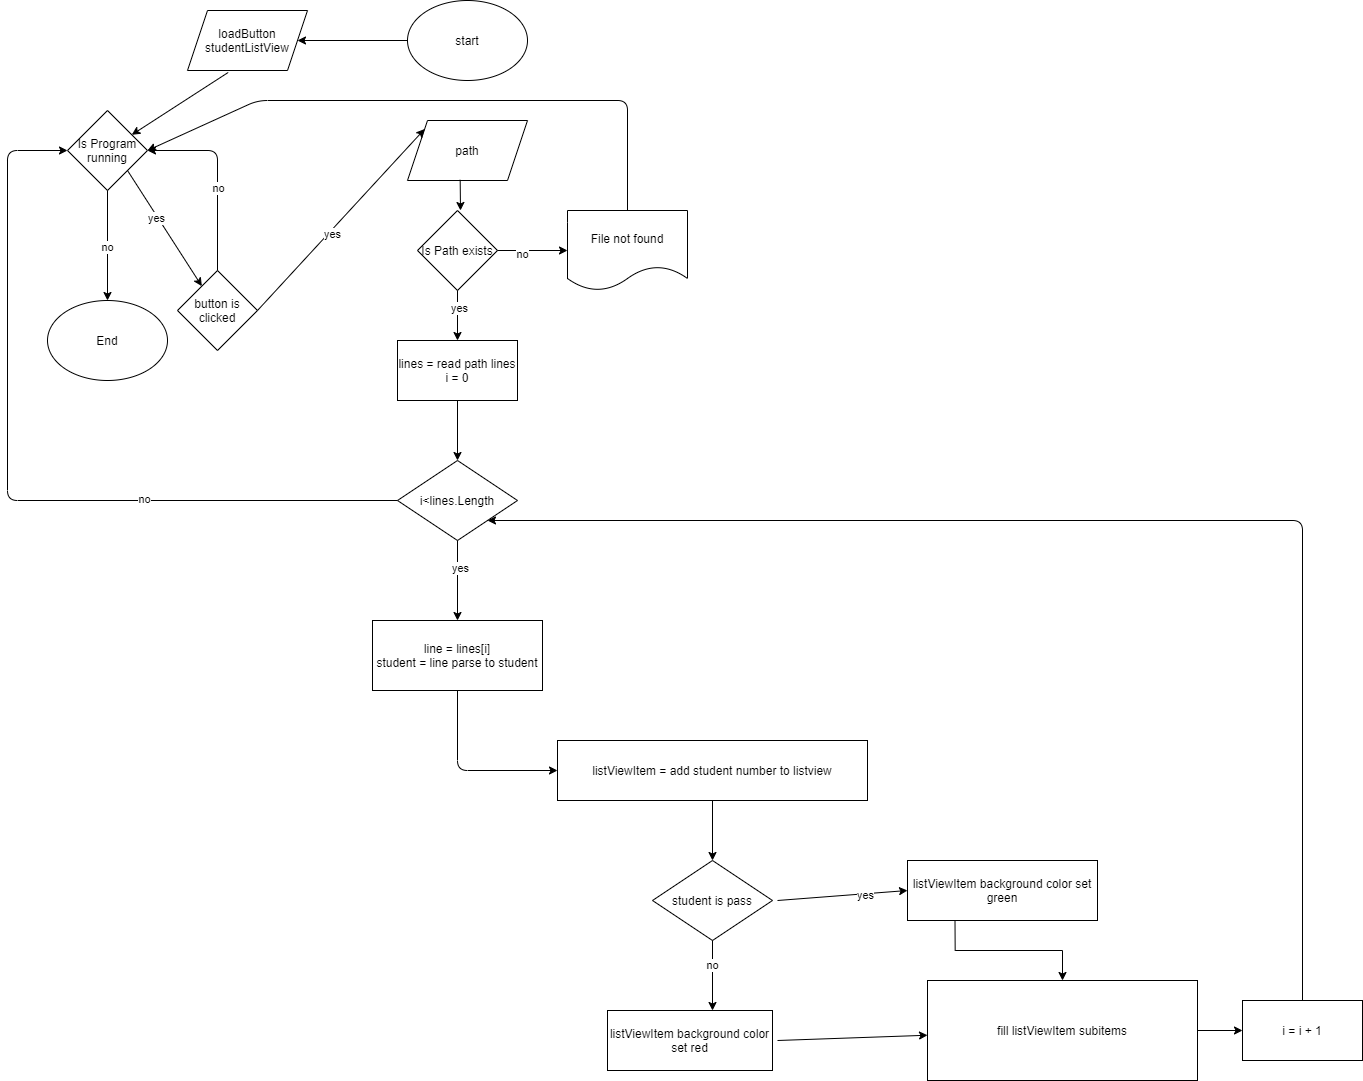 loadButton
studentListView
start
Is Program
running
no
path
yes
yes
no
Is Path exists
no
File not found
button is
clicked
yes
End
lines = read path lines
i = 0
no
i<lines.Length
yes
line = lines[i]
student = line parse to student
listViewItem = add student number to listview
student is pass
yes
listViewItem background color set
green
no
listViewItem background color
set red
fill listViewItem subitems
i = i + 1